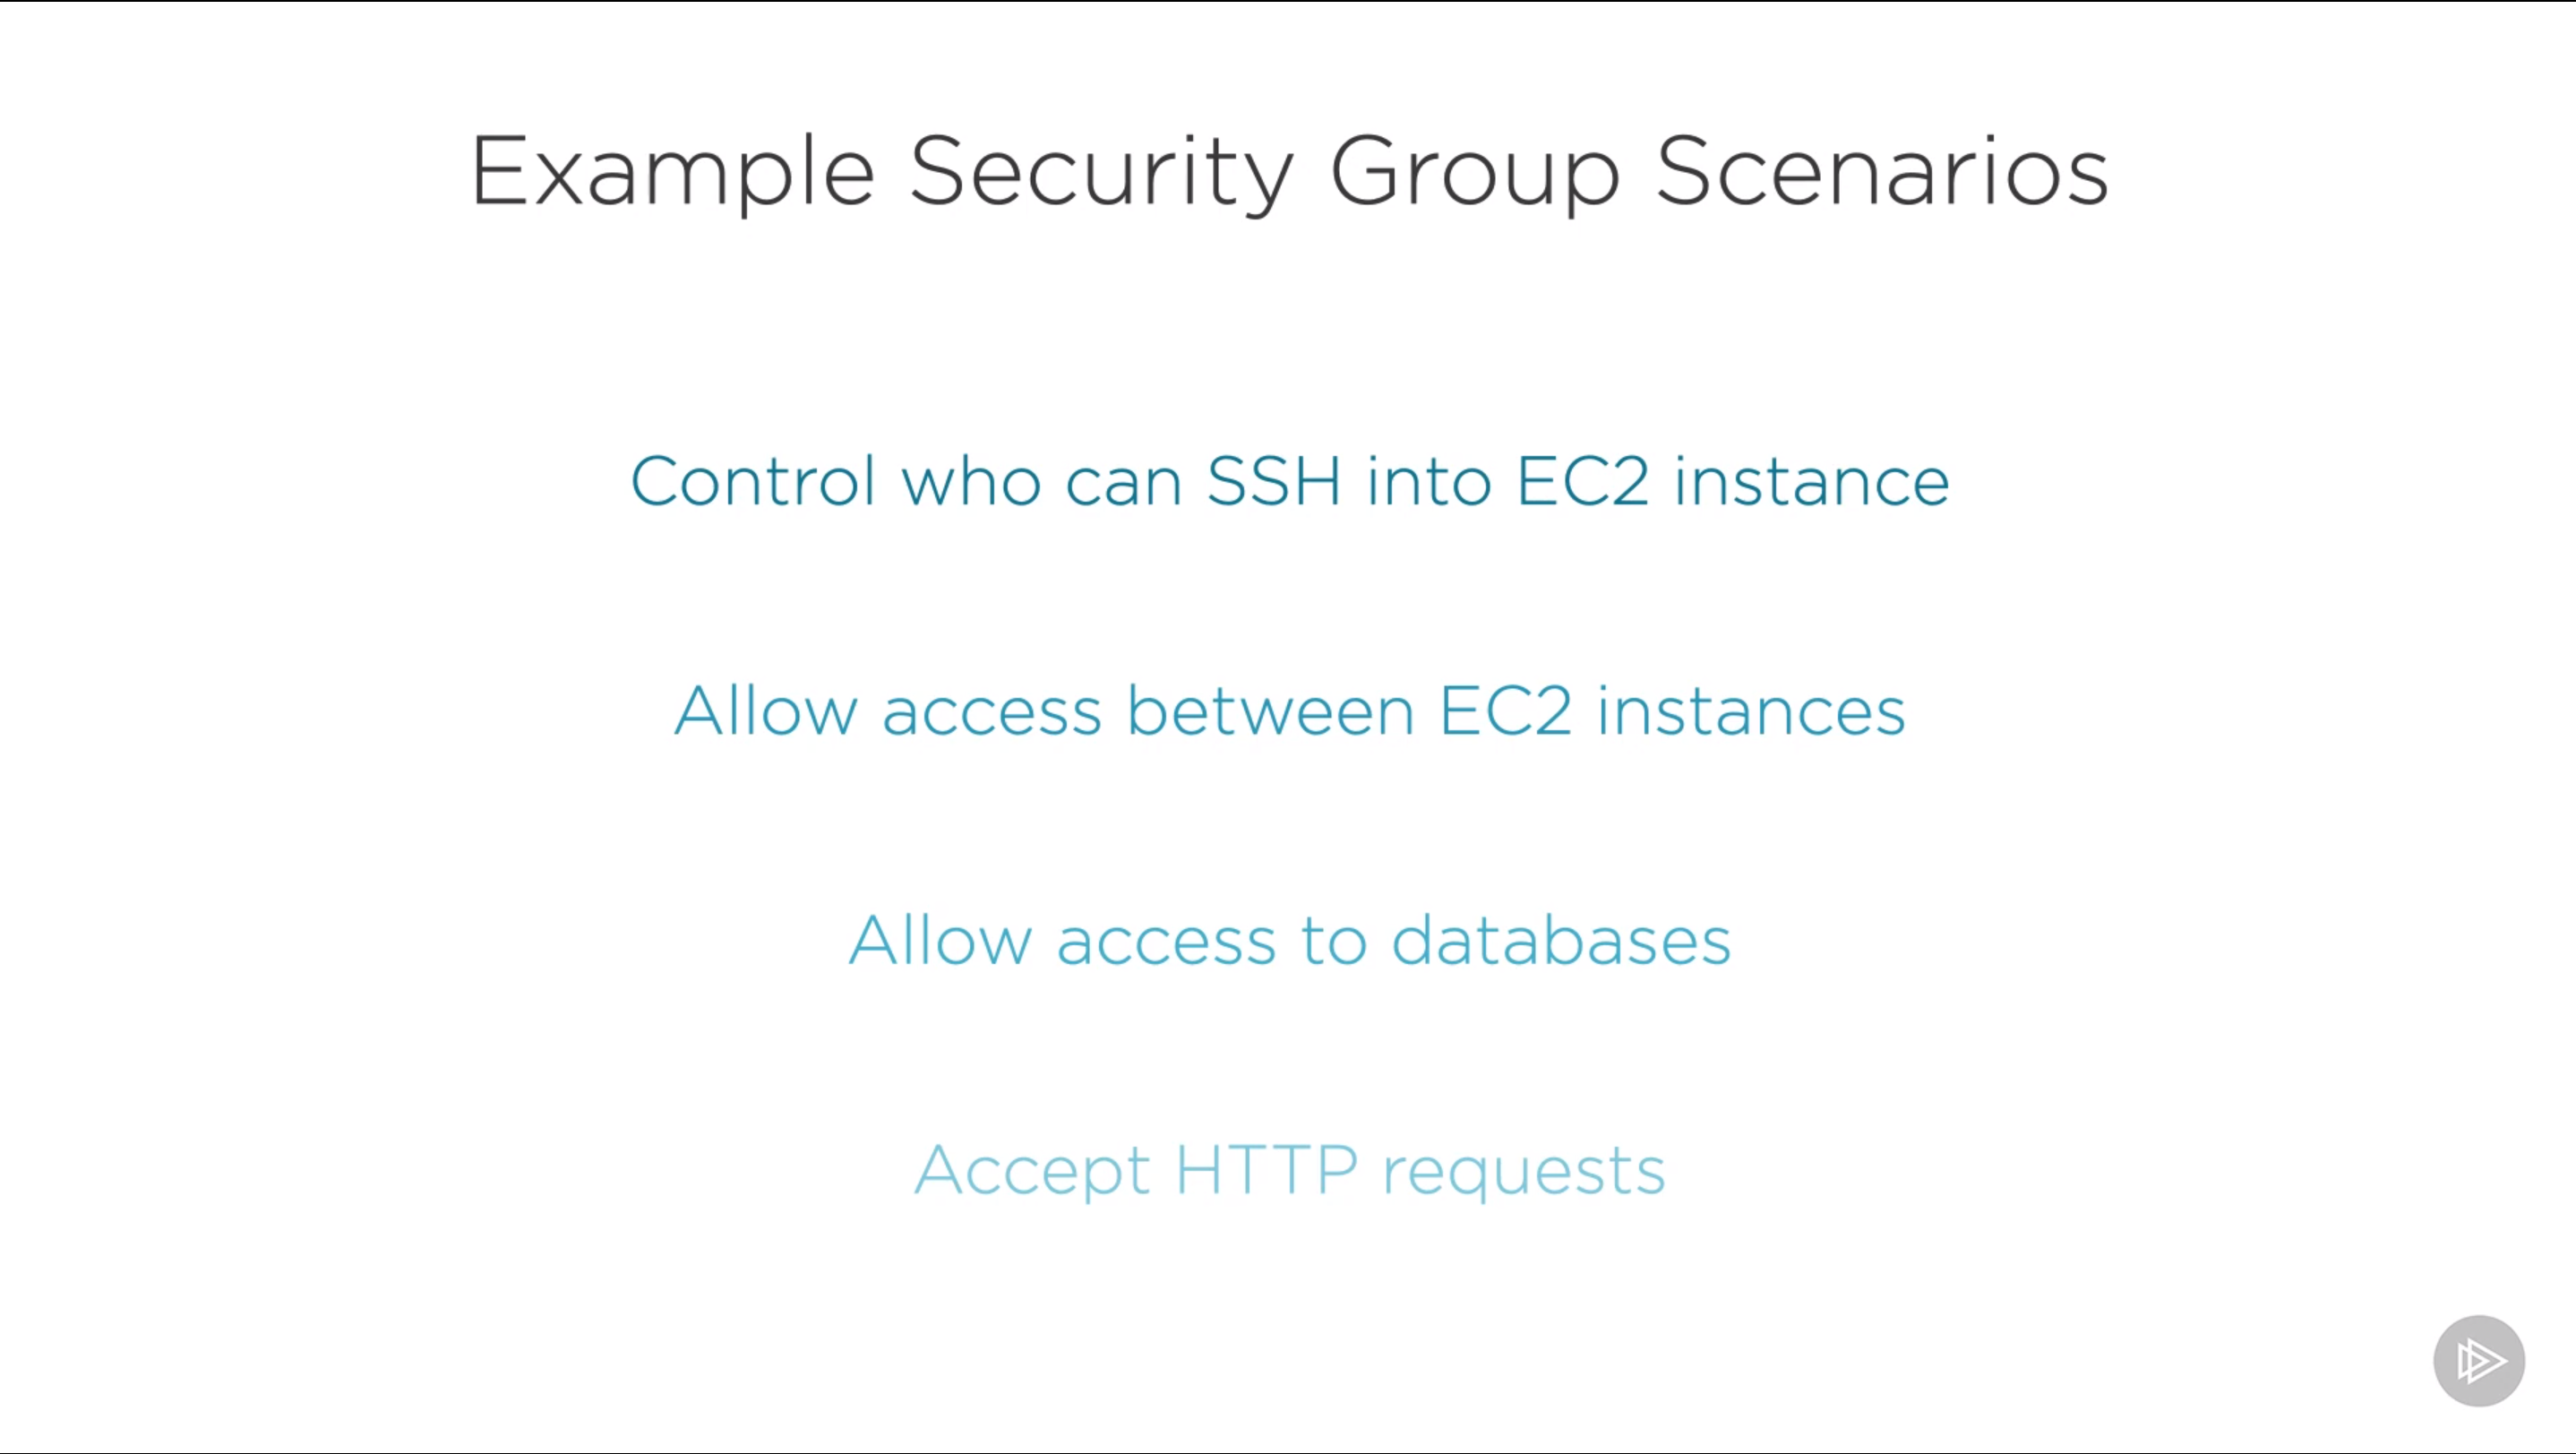 Example Security Group Scenarios
Control who can SSH into EC2 instance
Allow access between EC2 instances
Allow access to databases
Accept HTTP requests